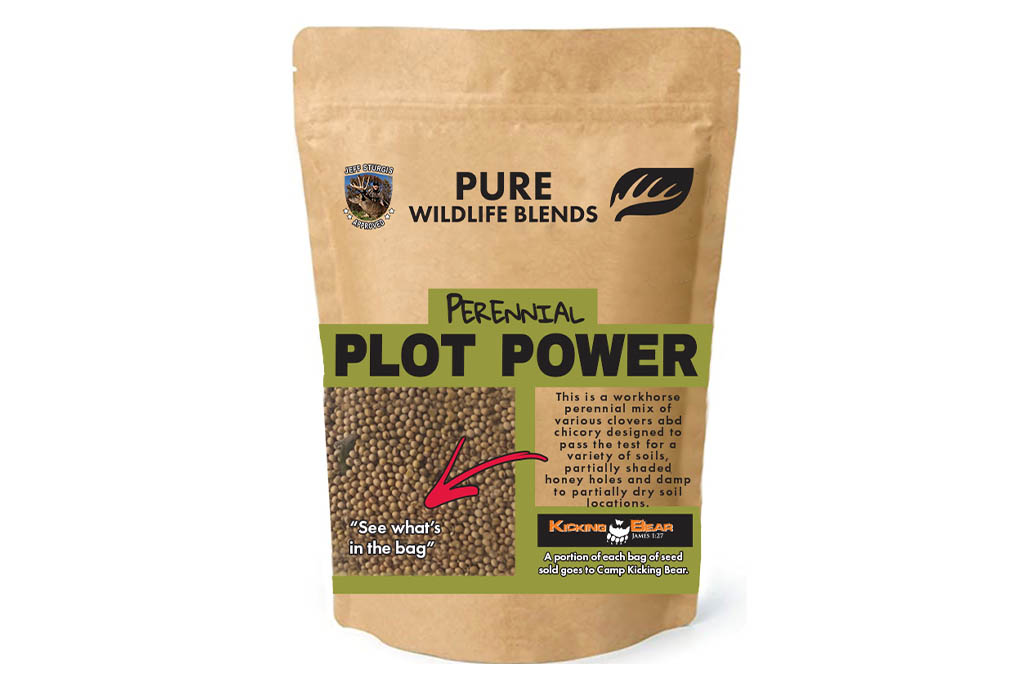 JEFF STURGIS
APPROVED
PURE
WILDLIFE BLENDS
PERENNIAL
PLOT POWER
This is a workhorse
perennial mix of
various clovers abd
chicory designed to
pass the test for a
variety of soils,
partially shaded
honey holes and damp
to partially dry soil
locations.
"See what's
in the bag"
KICKING BEAR
JAMES 1:27
A portion of each bag of seed
sold goes to Camp Kicking Bear.